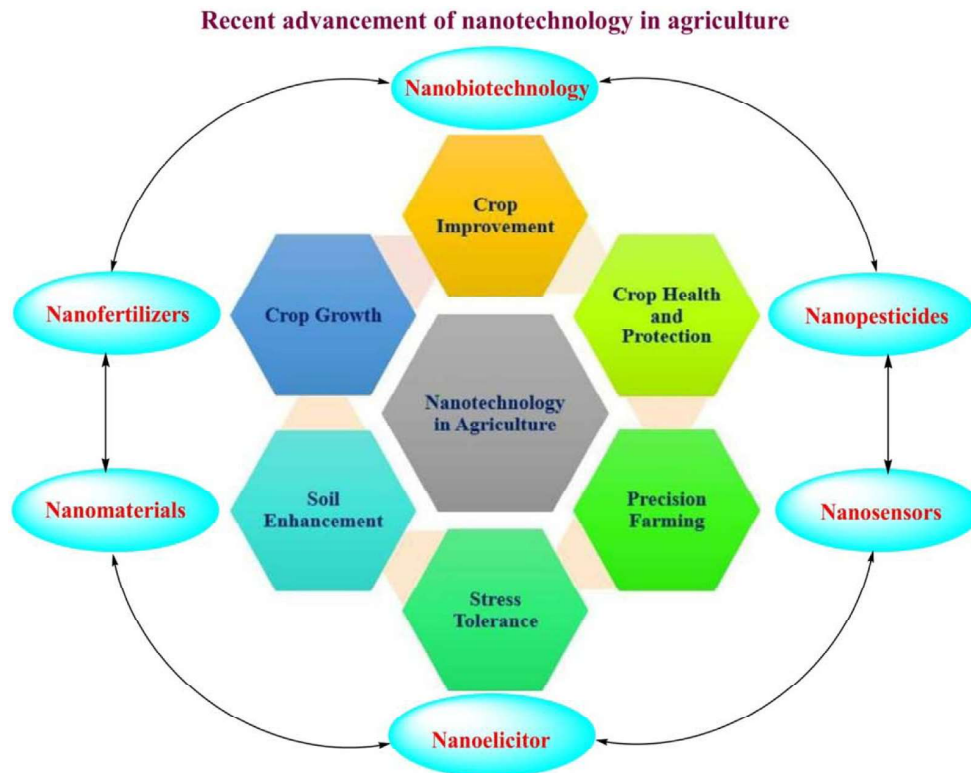 Recent advancement of nanotechnology in agriculture
Nanobiotechnology
Crop
Improvement
Crop Growth
Crop Health
and
Protection
Nanofertilizers
Nanopesticides
Nanotechnology
in Agriculture
Nanomaterials
Soil
Enhancement
Precision
Farming
Nanosensors
Stress
Tolerance
Nanoelicitor